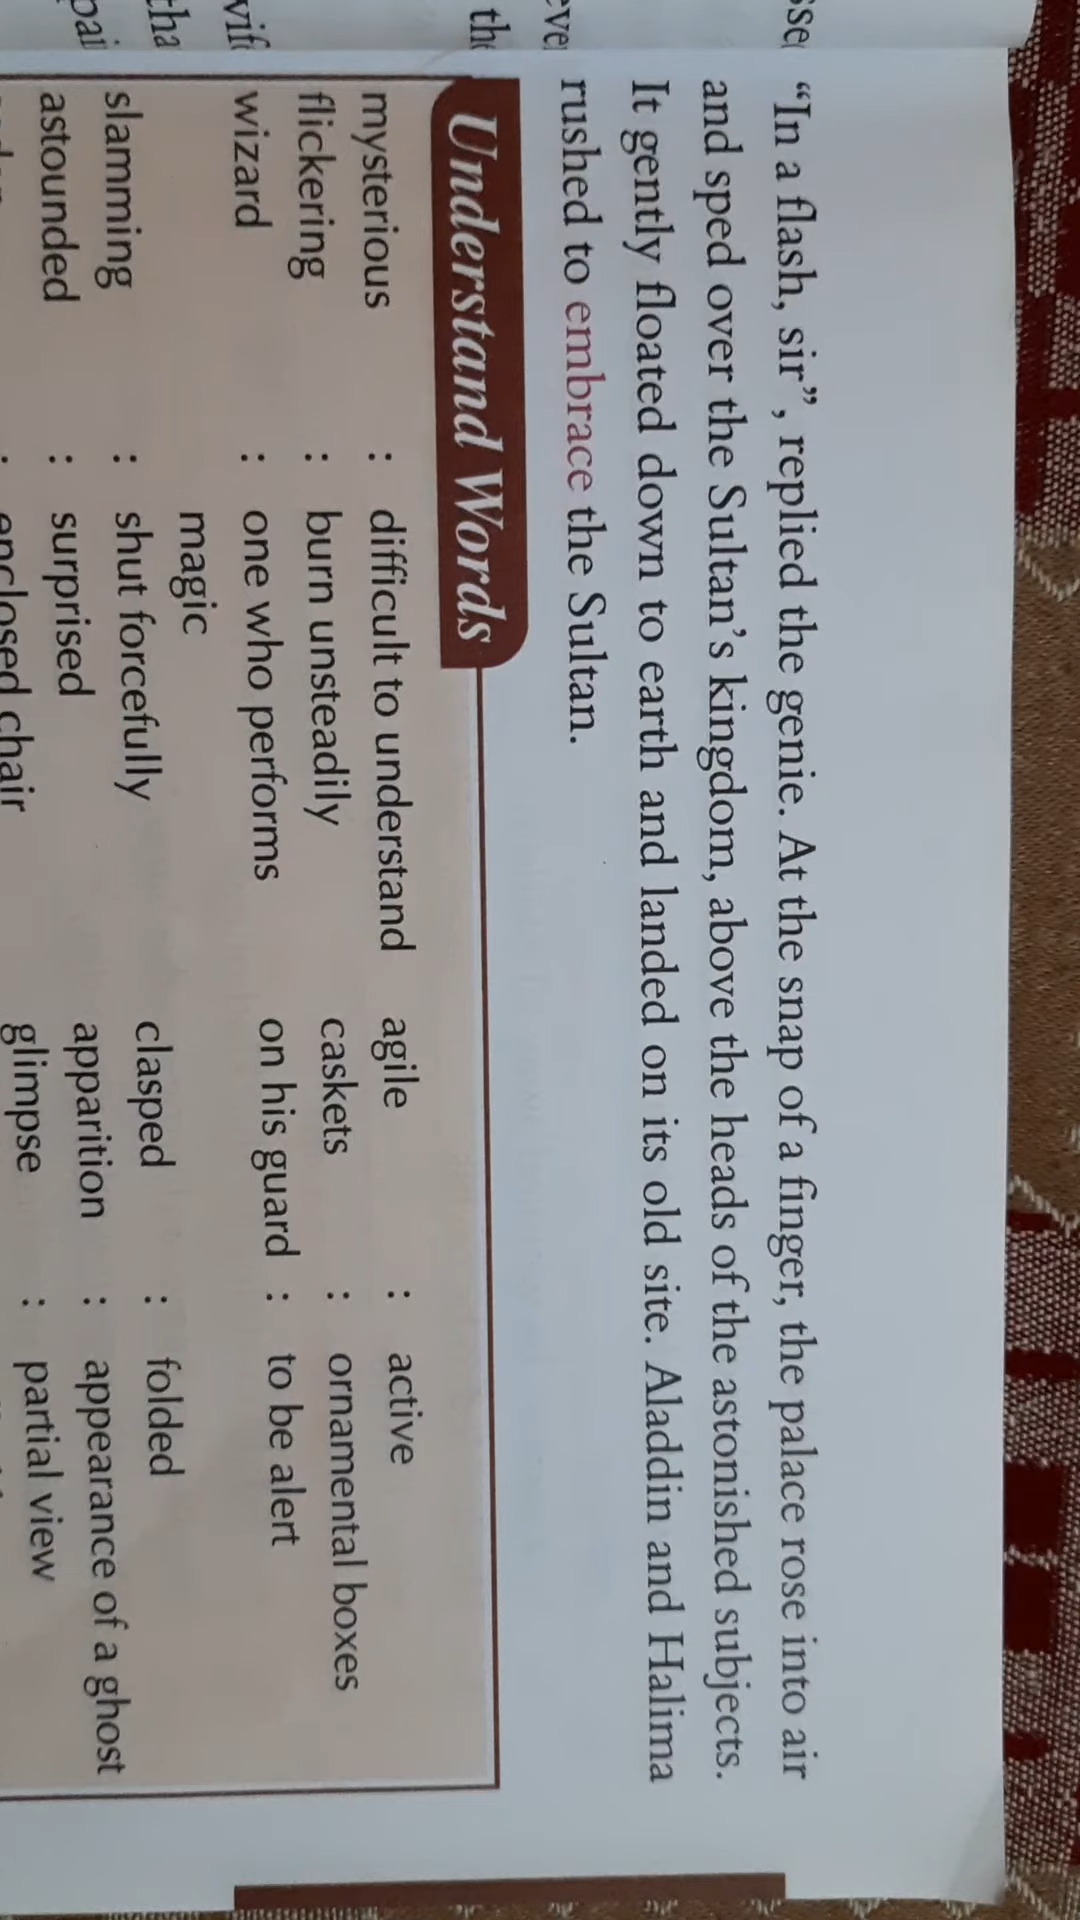 "In a flash, sir", replied the genie. At the snap of a finger, the palace rose into air
and sped over the Sultan's kingdom, above the heads of the astonished subjects.
It gently floated down to earth and landed on its old site. Aladdin and Halima
rushed to embrace the Sultan.
Understand Words
mysterious : difficult to understand agile : active
flickering : burn unsteadily caskets : ornamental boxes
wizard : one who performs on his guard : to be alert
magic
slamming : shut forcefully clasped : folded
astounded : surprised apparition : appearance of a ghost
: enclosed chair glimpse : partial view